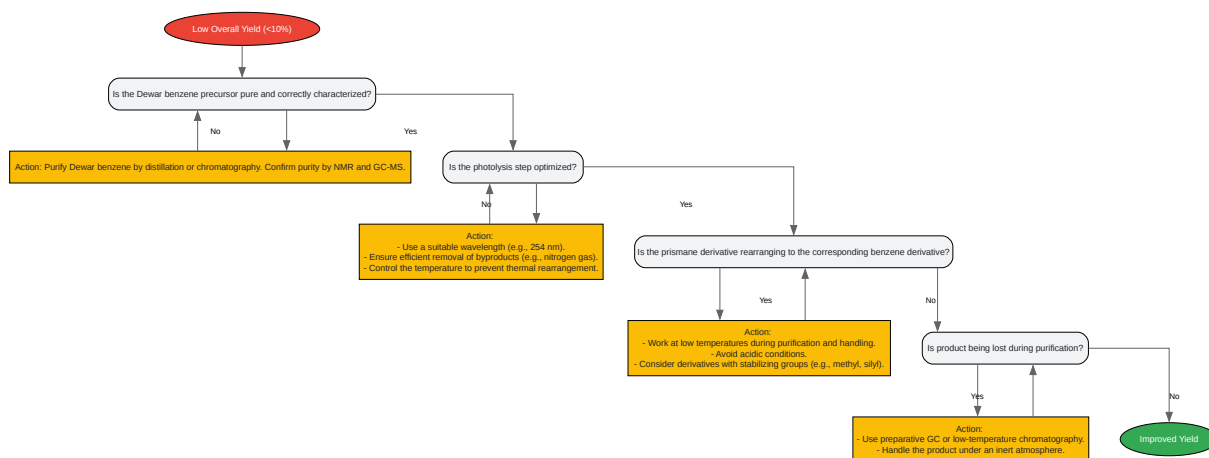 Low Overall Yield (<10%)
Is the Dewar benzene precursor pure and correctly characterized?
No
Yes
Action: Purify Dewar benzene by distillation or chromatography. Confirm purity by NMR and GC-MS.
Is the photolysis step optimized?
No
Yes
Action:
- Use a suitable wavelength (e.g., 254 nm).
- Ensure efficient removal of byproducts (e.g., nitrogen gas).
- Control the temperature to prevent thermal rearrangement.
Is the prismane derivative rearranging to the corresponding benzene derivative?
Yes
No
Action:
- Work at low temperatures during purification and handling.
- Avoid acidic conditions.
- Consider derivatives with stabilizing groups (e.g., methyl, silyl).
Is product being lost during purification?
Yes
No
Action:
- Use preparative GC or low-temperature chromatography.
- Handle the product under an inert atmosphere.
Improved Yield